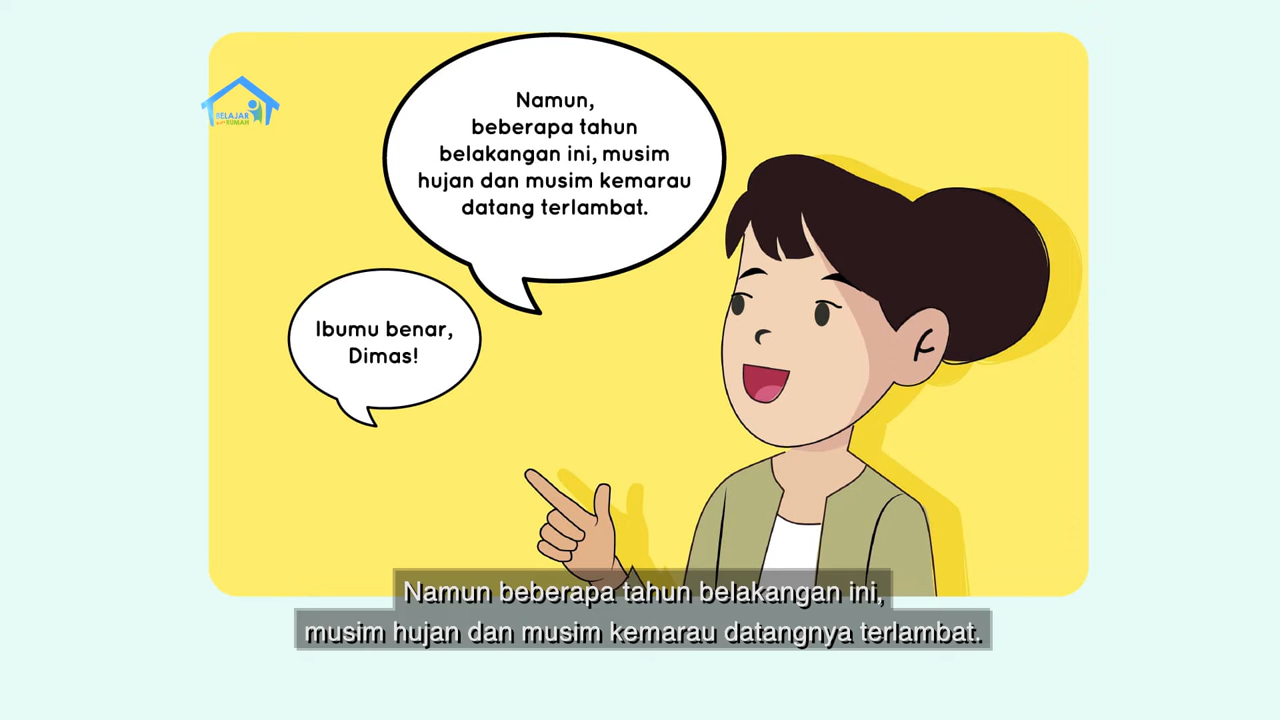 BELAJAR
dari RUMAH
Namun,
beberapa tahun
belakangan ini, musim
hujan dan musim kemarau
datang terlambat.
Ibumu benar,
Dimas!
Namun beberapa tahun belakangan ini,
musim hujan dan musim kemarau datangnya terlambat.